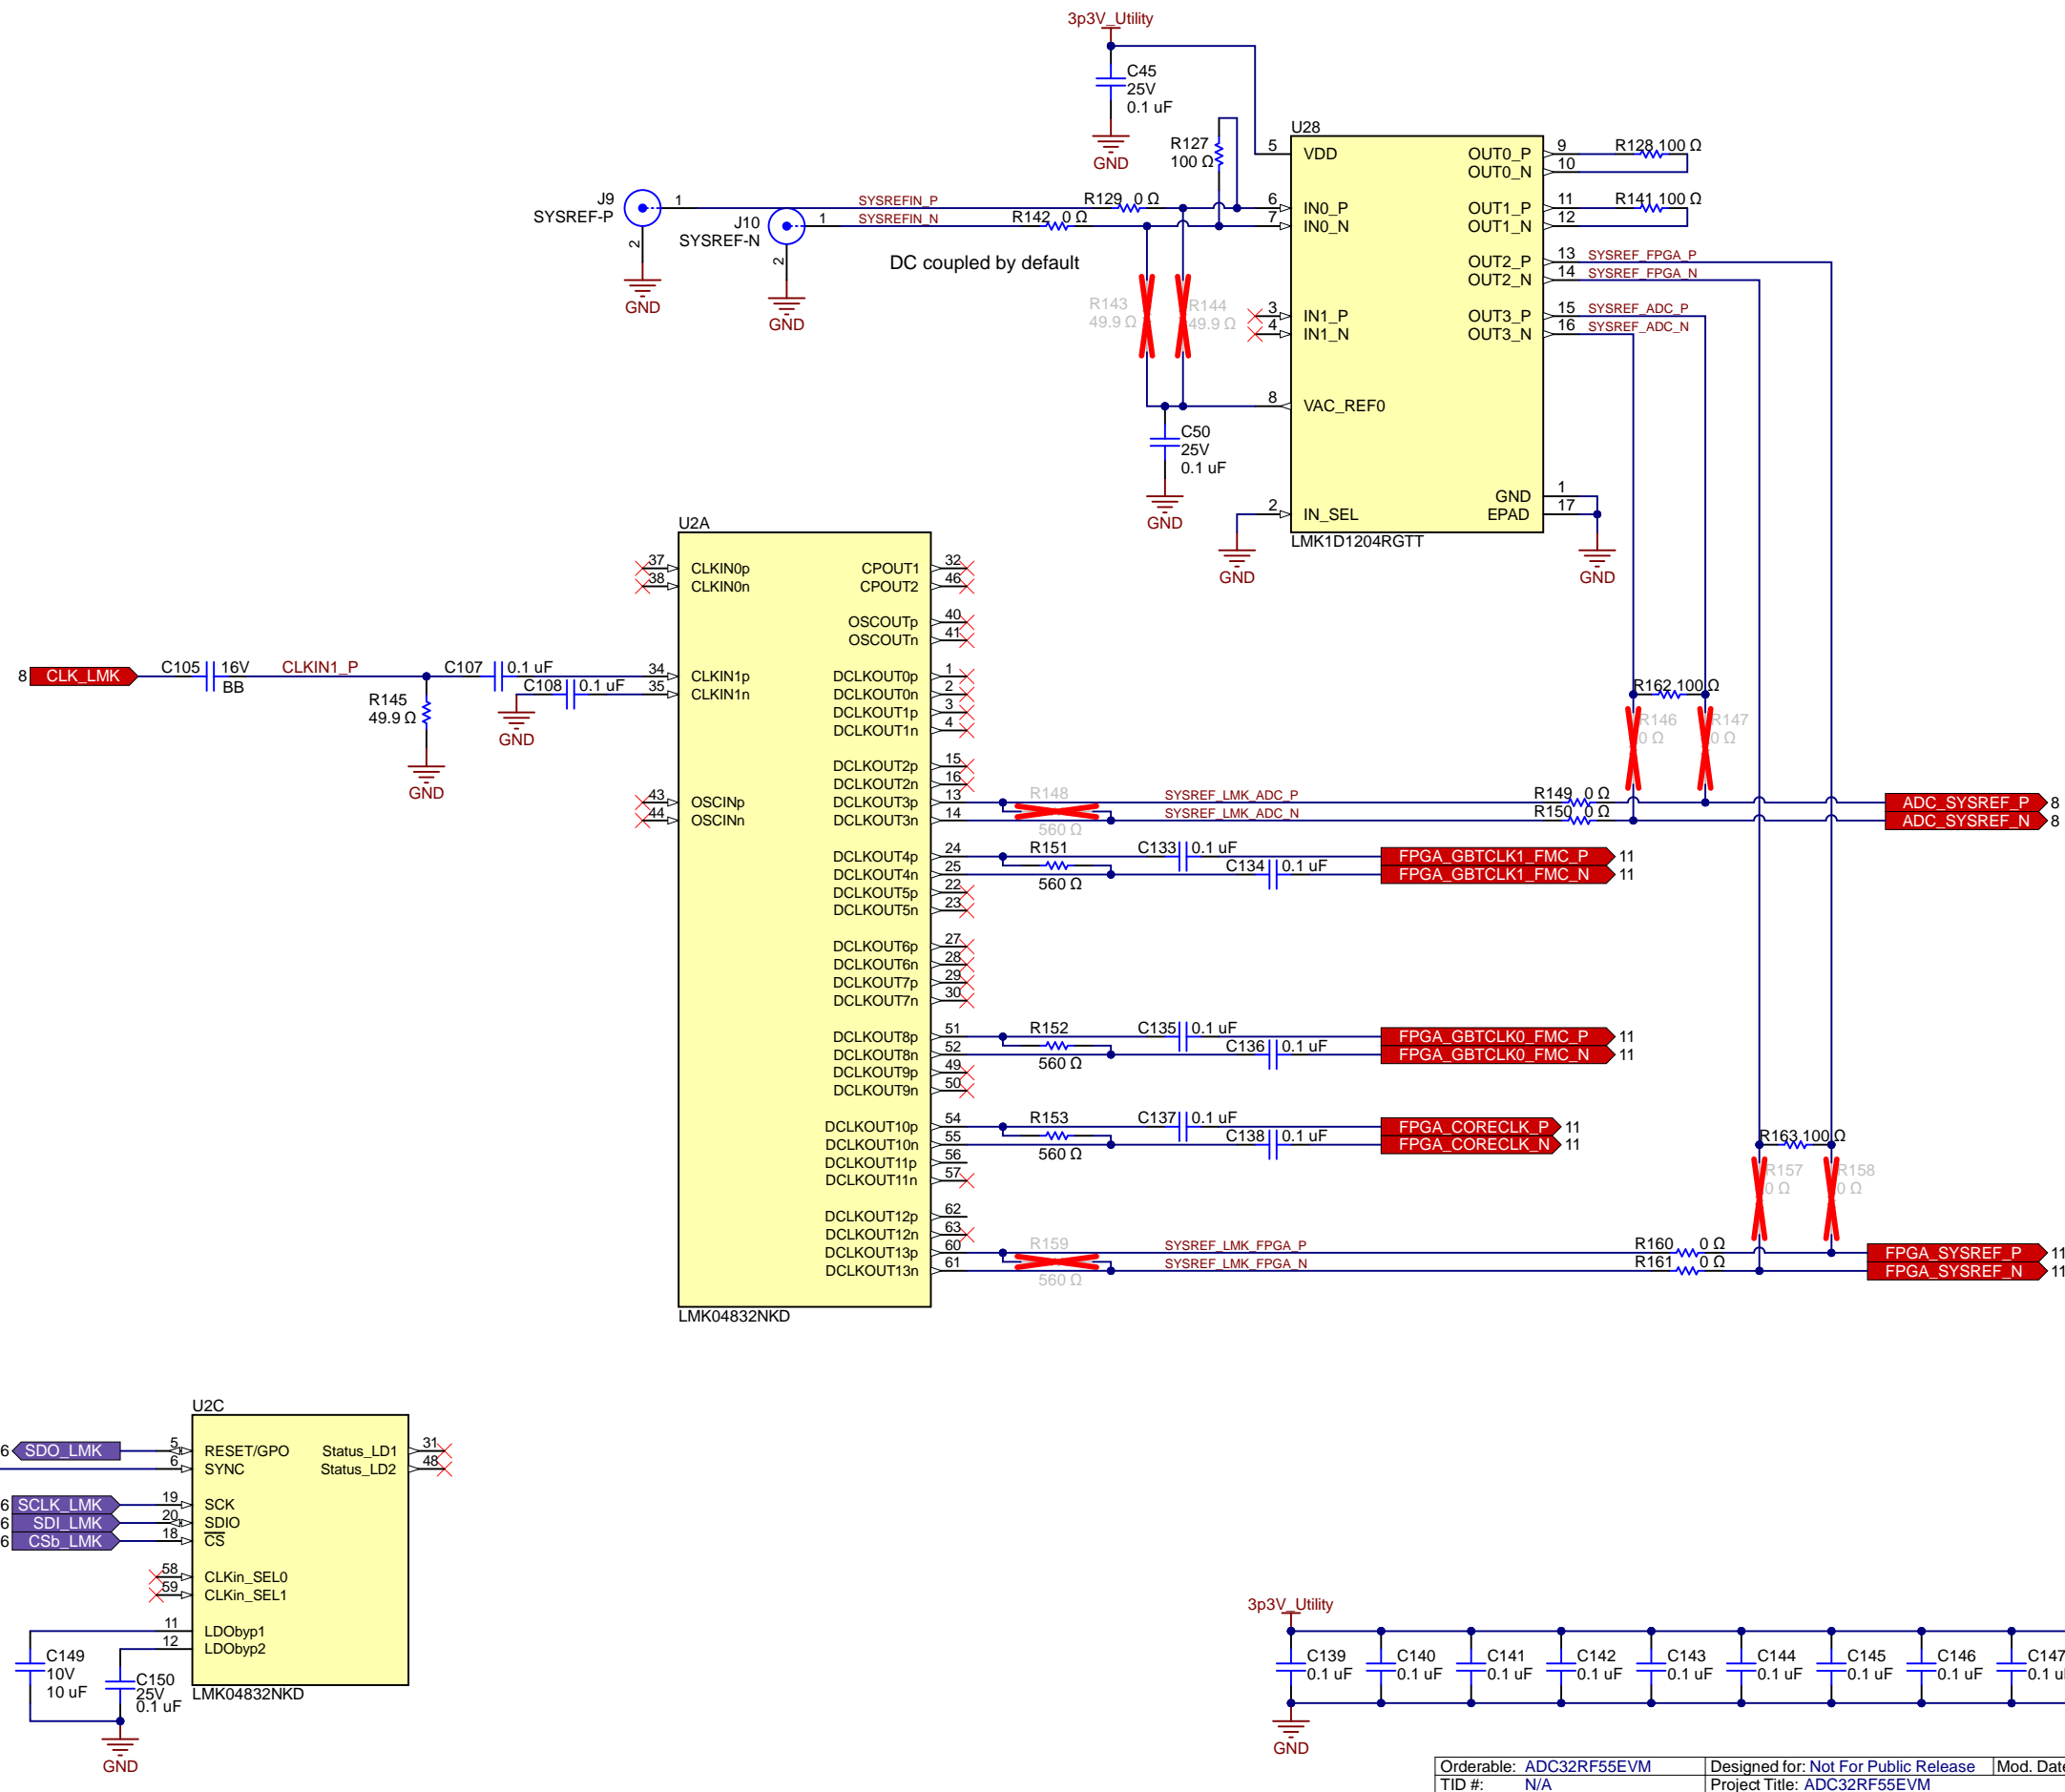 3p3V_Utility
C45
25V
0.1 uF
GND
R127
100 Ω
J9
SYSREF-P
1
2
GND
J10
SYSREF-N
1
2
GND
SYSREFIN_P
SYSREFIN_N
R129 0 Ω
R142 0 Ω
DC coupled by default
R143
49.9 Ω
R144
49.9 Ω
C50
25V
0.1 uF
GND
U28
5 VDD
6 IN0_P
7 IN0_N
3 IN1_P
4 IN1_N
8 VAC_REF0
2 IN_SEL
GND
OUT0_P 9
OUT0_N 10
OUT1_P 11
OUT1_N 12
OUT2_P 13 SYSREF_FPGA_P
OUT2_N 14 SYSREF_FPGA_N
OUT3_P 15 SYSREF_ADC_P
OUT3_N 16 SYSREF_ADC_N
GND 1
EPAD 17
GND
LMK1D1204RGTT
R128 100 Ω
R141 100 Ω
8 CLK_LMK
C105 16V
BB
CLKIN1_P
R145
49.9 Ω
GND
C107 0.1 uF
C108 0.1 uF
GND
U2A
37 CLKIN0p
38 CLKIN0n
34 CLKIN1p
35 CLKIN1n
43 OSCINp
44 OSCINn
CPOUT1 32
CPOUT2 46
OSCOUTp 40
OSCOUTn 41
DCLKOUT0p 1
DCLKOUT0n 2
DCLKOUT1p 3
DCLKOUT1n 4
DCLKOUT2p 15
DCLKOUT2n 16
DCLKOUT3p 13
DCLKOUT3n 14
DCLKOUT4p 24
DCLKOUT4n 25
DCLKOUT5p 22
DCLKOUT5n 23
DCLKOUT6p 27
DCLKOUT6n 28
DCLKOUT7p 29
DCLKOUT7n 30
DCLKOUT8p 51
DCLKOUT8n 52
DCLKOUT9p 49
DCLKOUT9n 50
DCLKOUT10p 54
DCLKOUT10n 55
DCLKOUT11p 56
DCLKOUT11n 57
DCLKOUT12p 62
DCLKOUT12n 63
DCLKOUT13p 60
DCLKOUT13n 61
LMK04832NKD
R162 100 Ω
R146
0 Ω
R147
0 Ω
R148
560 Ω
SYSREF_LMK_ADC_P
SYSREF_LMK_ADC_N
R149 0 Ω
R150 0 Ω
ADC_SYSREF_P 8
ADC_SYSREF_N 8
R151
560 Ω
C133 0.1 uF
C134 0.1 uF
FPGA_GBTCLK1_FMC_P 11
FPGA_GBTCLK1_FMC_N 11
R152
560 Ω
C135 0.1 uF
C136 0.1 uF
FPGA_GBTCLK0_FMC_P 11
FPGA_GBTCLK0_FMC_N 11
R153
560 Ω
C137 0.1 uF
C138 0.1 uF
FPGA_CORECLK_P 11
FPGA_CORECLK_N 11
R163 100 Ω
R157
0 Ω
R158
0 Ω
R159
560 Ω
SYSREF_LMK_FPGA_P
SYSREF_LMK_FPGA_N
R160 0 Ω
R161 0 Ω
FPGA_SYSREF_P 11
FPGA_SYSREF_N 11
U2C
6 SDO_LMK
6 SCLK_LMK
6 SDI_LMK
6 CSb_LMK
5 RESET/GPO
6 SYNC
19 SCK
20 SDIO
18 CS
58 CLKin_SEL0
59 CLKin_SEL1
11 LDObyp1
12 LDObyp2
Status_LD1 31
Status_LD2 48
LMK04832NKD
C149
10V
10 uF
C150
25V
0.1 uF
GND
3p3V_Utility
C139
0.1 uF
C140
0.1 uF
C141
0.1 uF
C142
0.1 uF
C143
0.1 uF
C144
0.1 uF
C145
0.1 uF
C146
0.1 uF
C147
0.1 u
GND
Orderable: ADC32RF55EVM
Designed for: Not For Public Release
Mod. Date
TID #: N/A
Project Title: ADC32RF55EVM